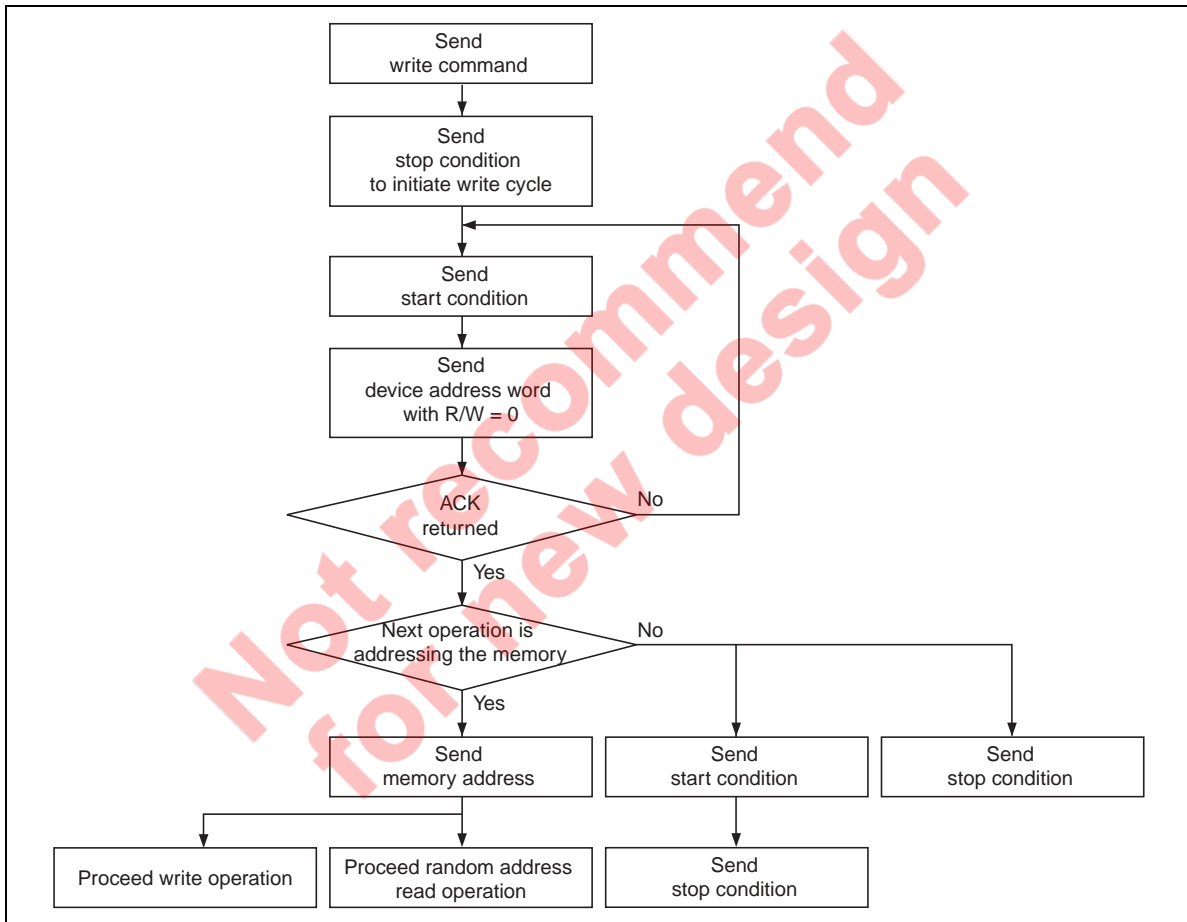 Send
write command
Send
stop condition
to initiate write cycle
Send
start condition
Send
device address word
with R/W = 0
ACK
returned
No
Yes
Next operation is
addressing the memory
No
Yes
Send
memory address
Send
start condition
Send
stop condition
Proceed write operation
Proceed random address
read operation
Send
stop condition
Not recommend
for new design